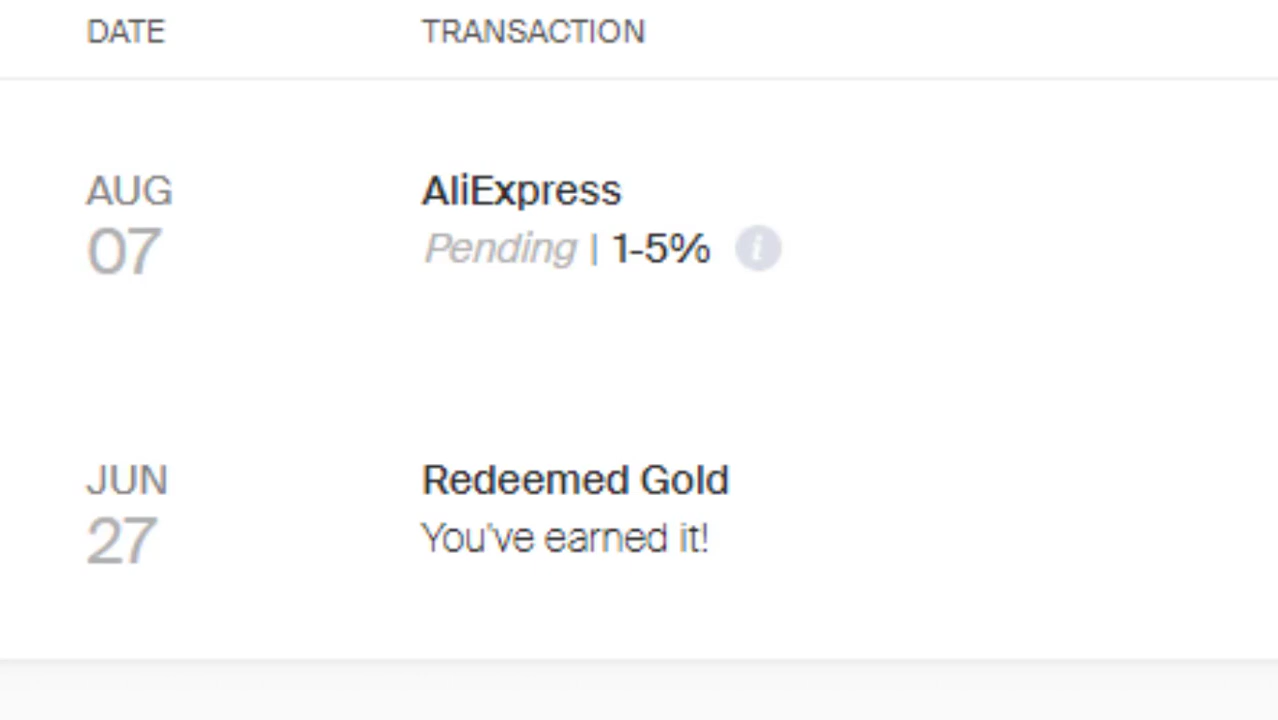 DATE TRANSACTION
AUG AliExpress
07 Pending | 1-5% i
JUN Redeemed Gold
27 You've earned it!